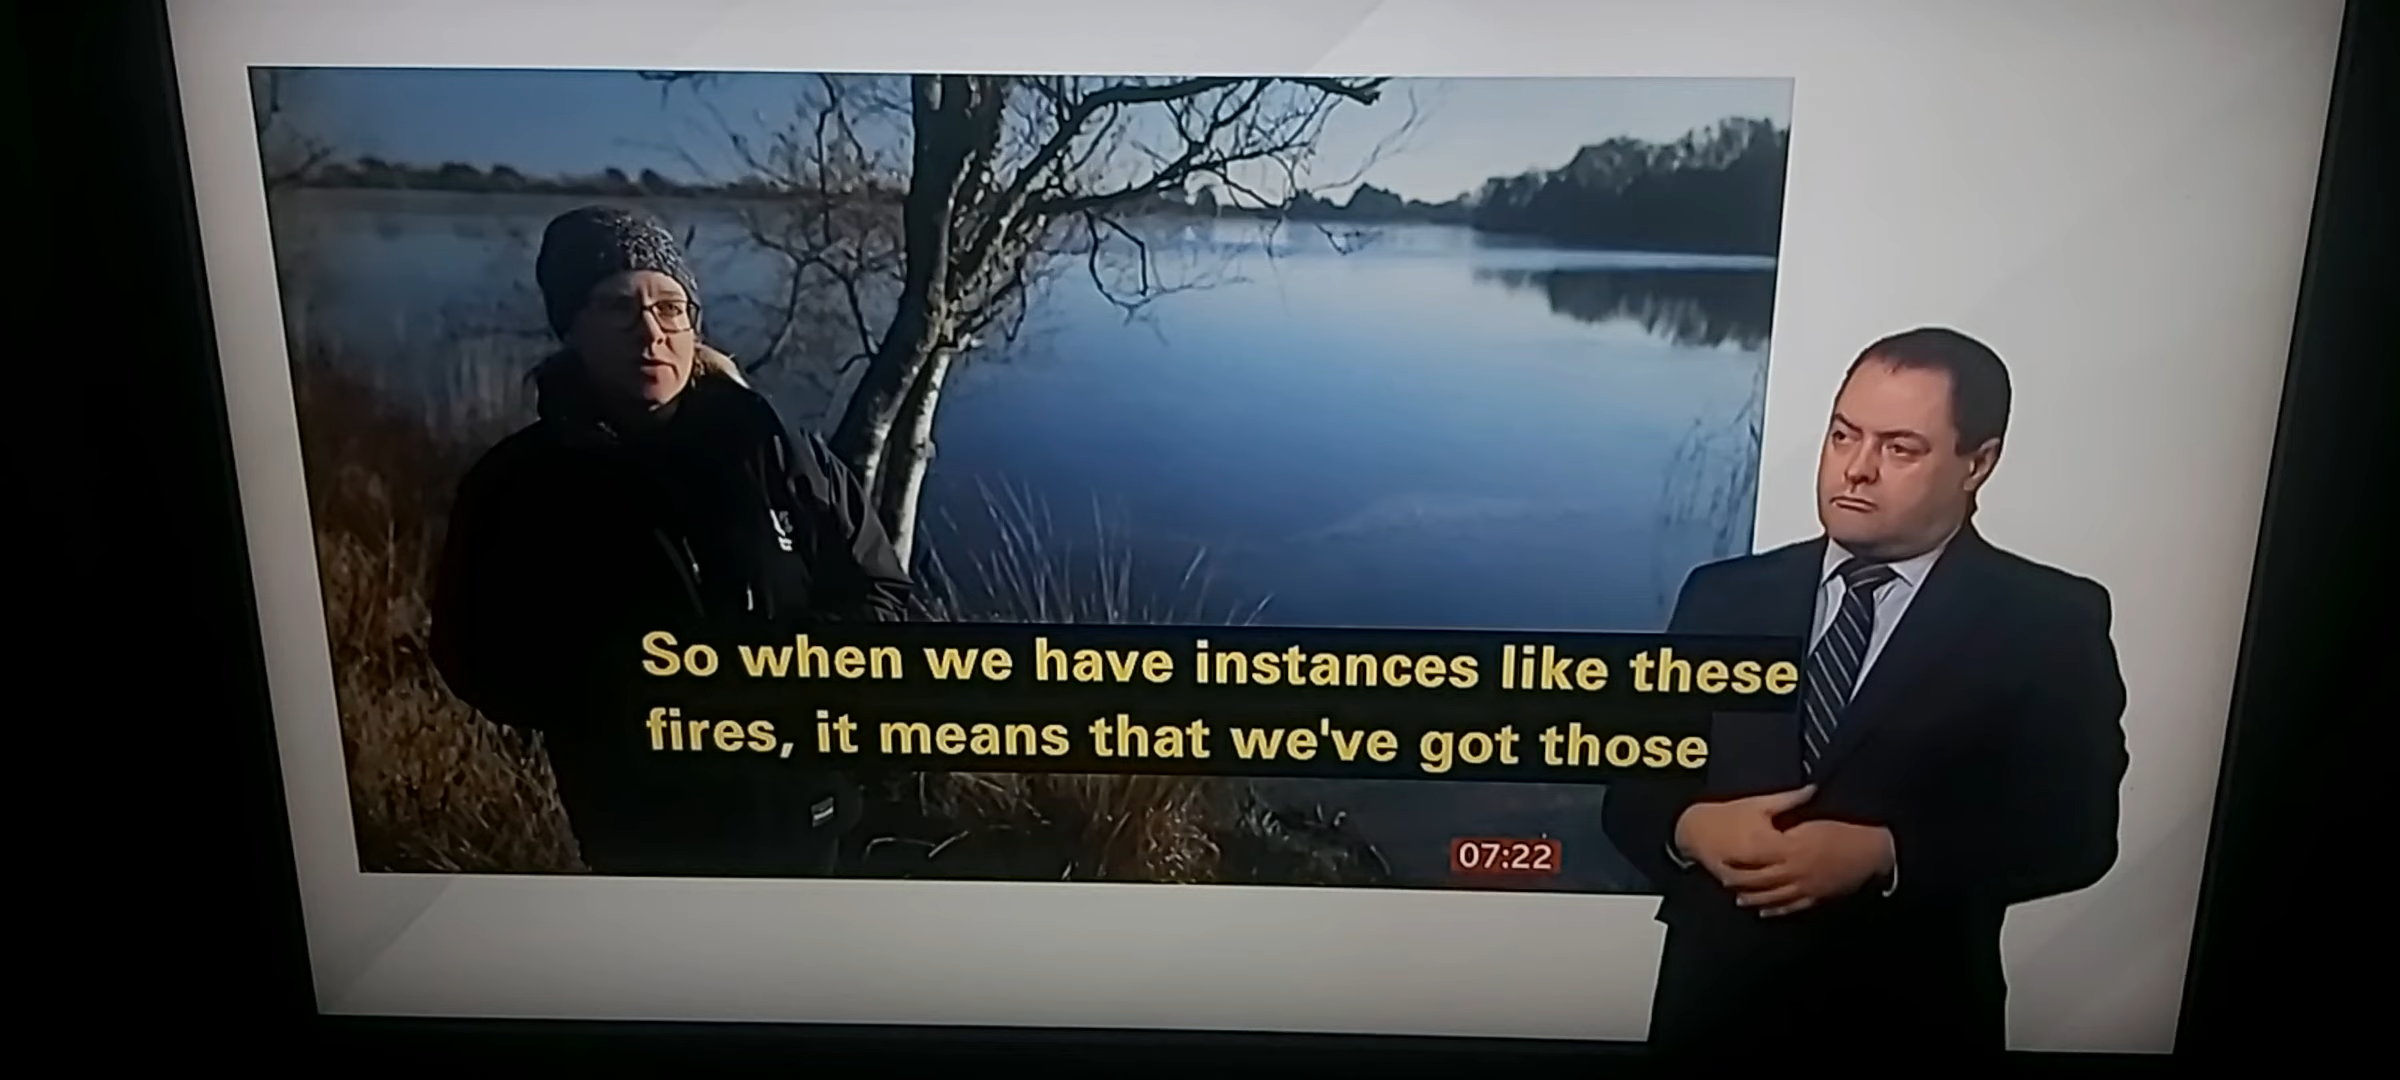 So when we have instances like these
fires, it means that we've got those
07:22